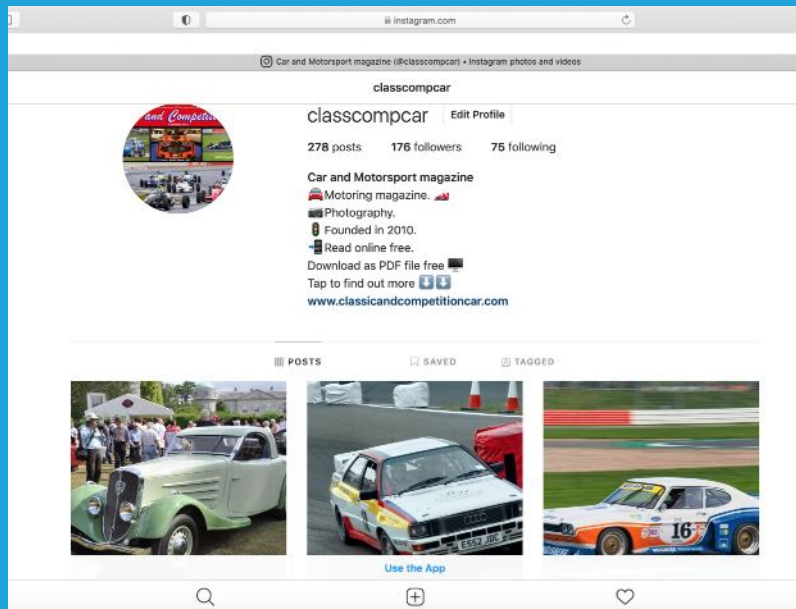 instagram.com
Car and Motorsport magazine (@classcompcar) • Instagram photos and videos
classcompcar
and Competit
classcompcar Edit Profile
278 posts 176 followers 75 following
Car and Motorsport magazine
🚘Motoring magazine. 🏎️
📷Photography.
🚦Founded in 2010.
📲Read online free.
Download as PDF file free 🖥️
Tap to find out more ⬇️⬇️
www.classicandcompetitioncar.com
POSTS SAVED TAGGED
16
E552 JDC
Use the App